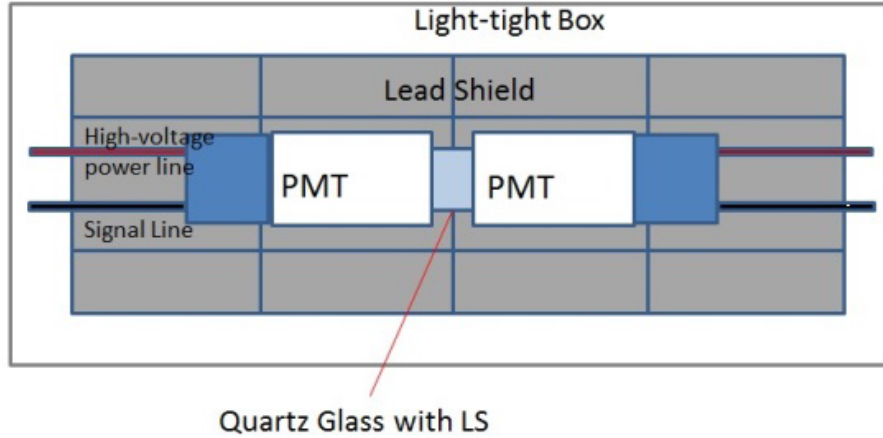 Light-tight Box
Lead Shield
High-voltage
power line
PMT
PMT
Signal Line
Quartz Glass with LS